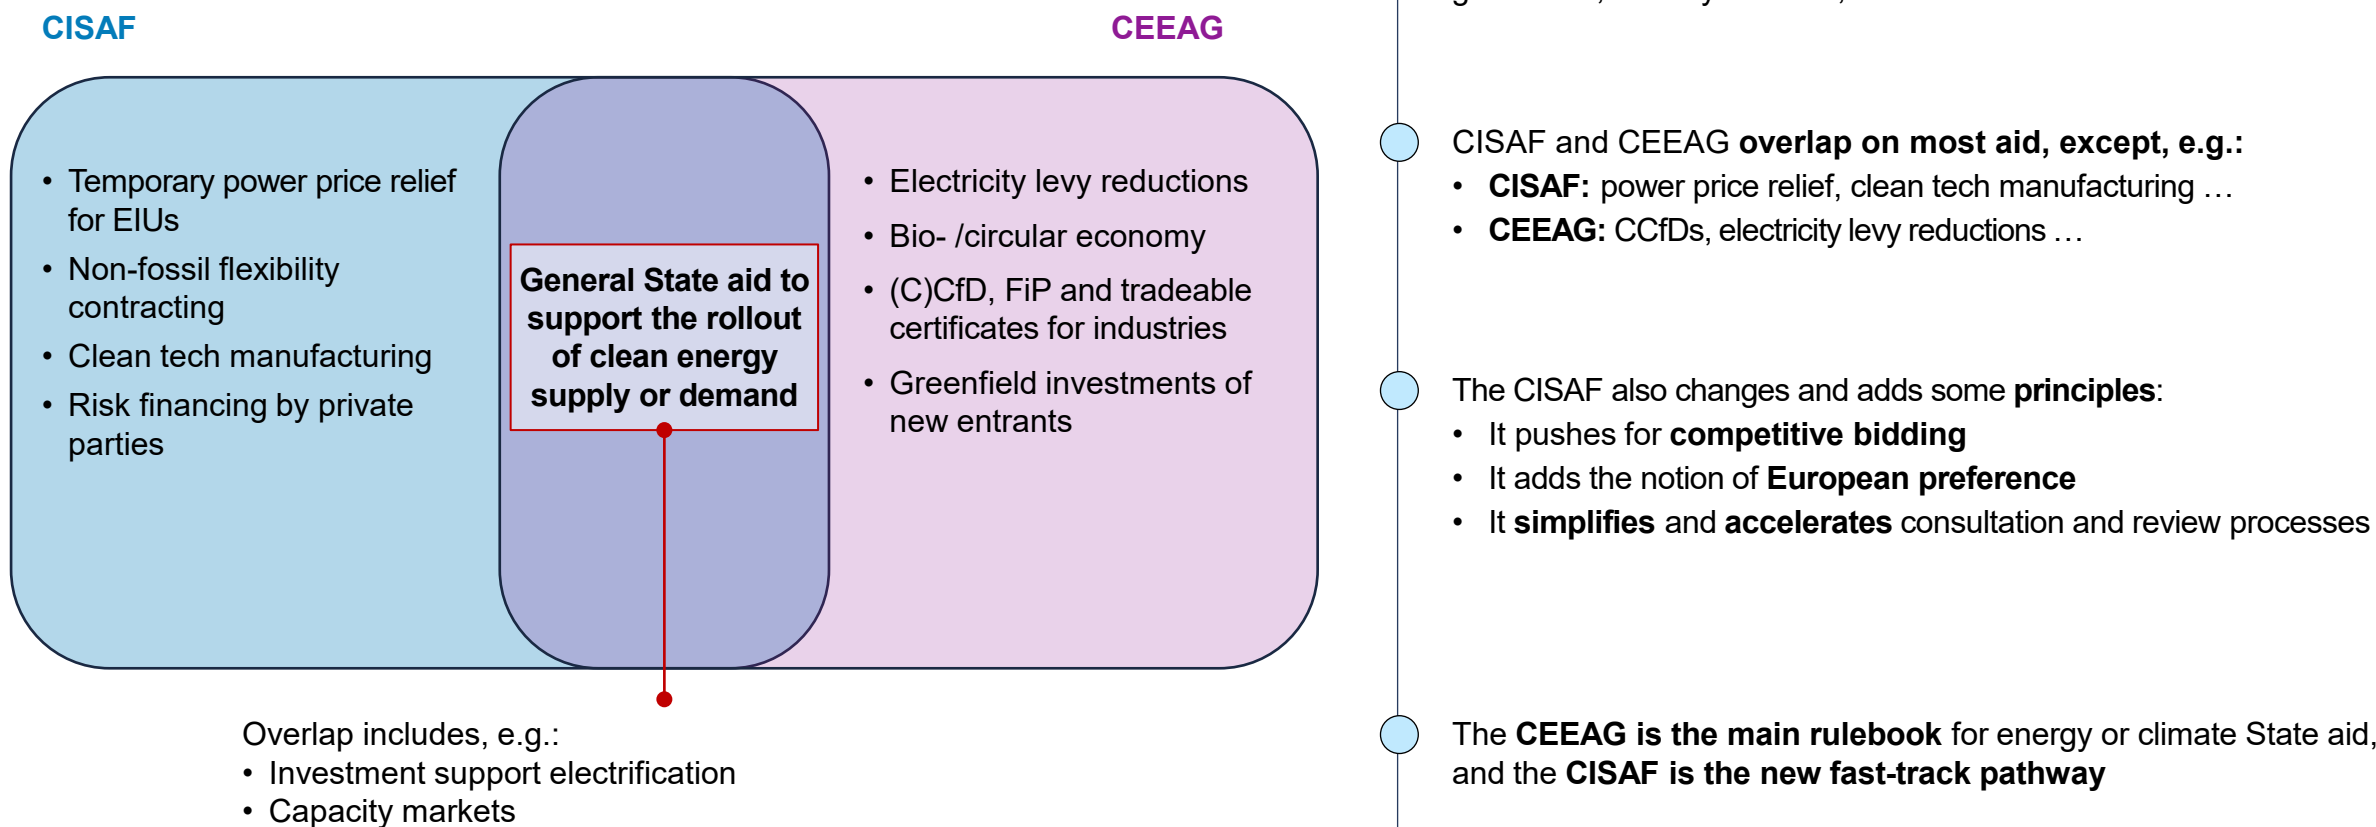 CISAF
CEEAG
• Temporary power price relief
for EIUs
• Non-fossil flexibility
contracting
• Clean tech manufacturing
• Risk financing by private
parties
General State aid to
support the rollout
of clean energy
supply or demand
• Electricity levy reductions
• Bio- /circular economy
• (C)CfD, FiP and tradeable
certificates for industries
• Greenfield investments of
new entrants
Overlap includes, e.g.:
• Investment support electrification
• Capacity markets
CISAF and CEEAG overlap on most aid, except, e.g.:
• CISAF: power price relief, clean tech manufacturing …
• CEEAG: CCfDs, electricity levy reductions …
The CISAF also changes and adds some principles:
• It pushes for competitive bidding
• It adds the notion of European preference
• It simplifies and accelerates consultation and review processes
The CEEAG is the main rulebook for energy or climate State aid,
and the CISAF is the new fast-track pathway